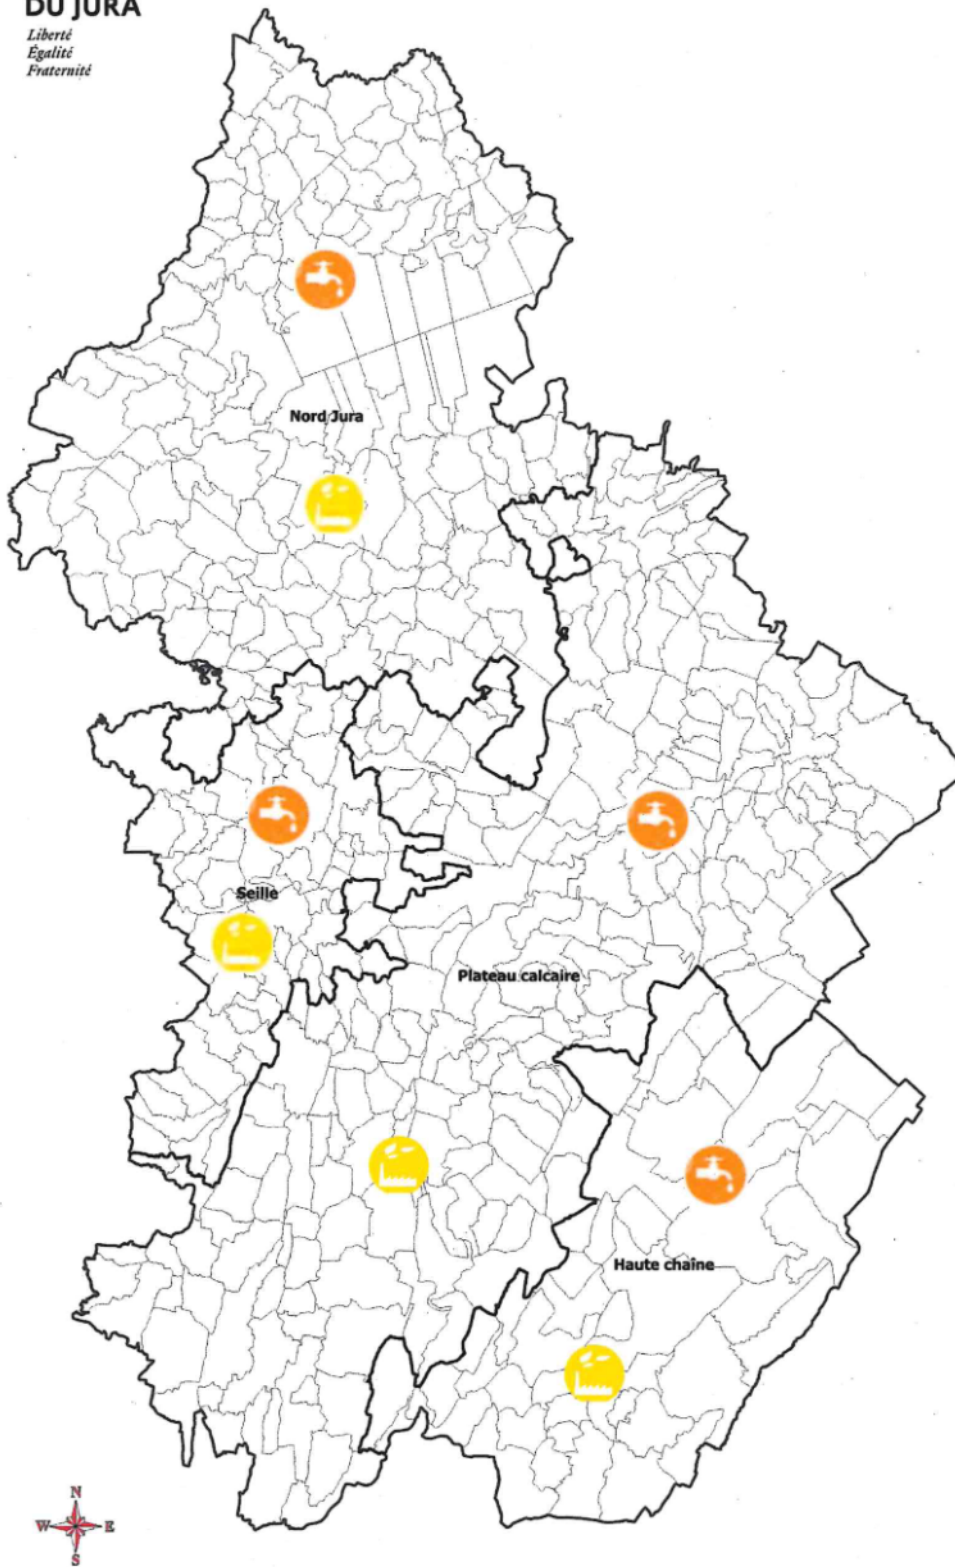 DU JURA
Liberté
Égalité
Fraternité
Nord Jura
Seille
Plateau calcaire
Haute chaîne
N
W E
S